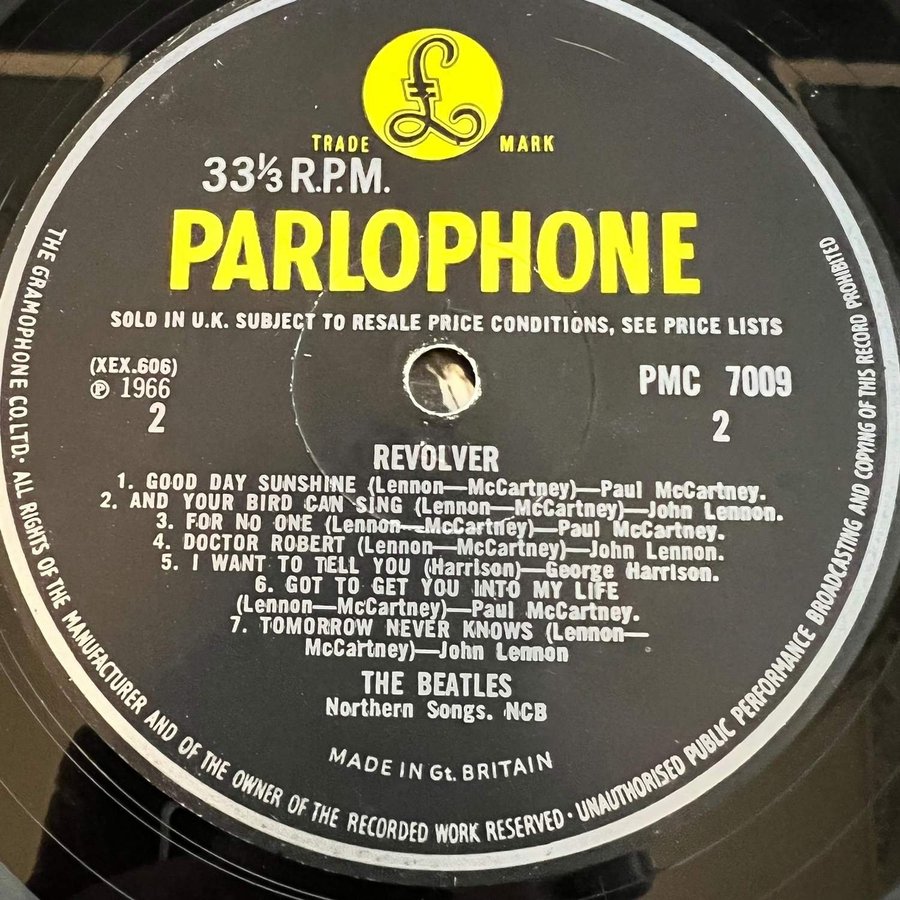 £
TRADE MARK
33⅓ R.P.M.
PARLOPHONE
SOLD IN U.K. SUBJECT TO RESALE PRICE CONDITIONS, SEE PRICE LISTS
(XEX.606)
℗ 1966
2
PMC 7009
2
REVOLVER
1. GOOD DAY SUNSHINE (Lennon—McCartney)—Paul McCartney.
2. AND YOUR BIRD CAN SING (Lennon—McCartney)—John Lennon.
3. FOR NO ONE (Lennon—McCartney)—Paul McCartney.
4. DOCTOR ROBERT (Lennon—McCartney)—John Lennon.
5. I WANT TO TELL YOU (Harrison)—George Harrison.
6. GOT TO GET YOU INTO MY LIFE
(Lennon—McCartney)—Paul McCartney.
7. TOMORROW NEVER KNOWS (Lennon—
McCartney)—John Lennon
THE BEATLES
Northern Songs. NCB
MADE IN Gt. BRITAIN
THE GRAMOPHONE CO. LTD. · ALL RIGHTS OF THE MANUFACTURER AND OF THE OWNER OF THE RECORDED WORK RESERVED · UNAUTHORISED PUBLIC PERFORMANCE BROADCASTING AND COPYING OF THIS RECORD PROHIBITED